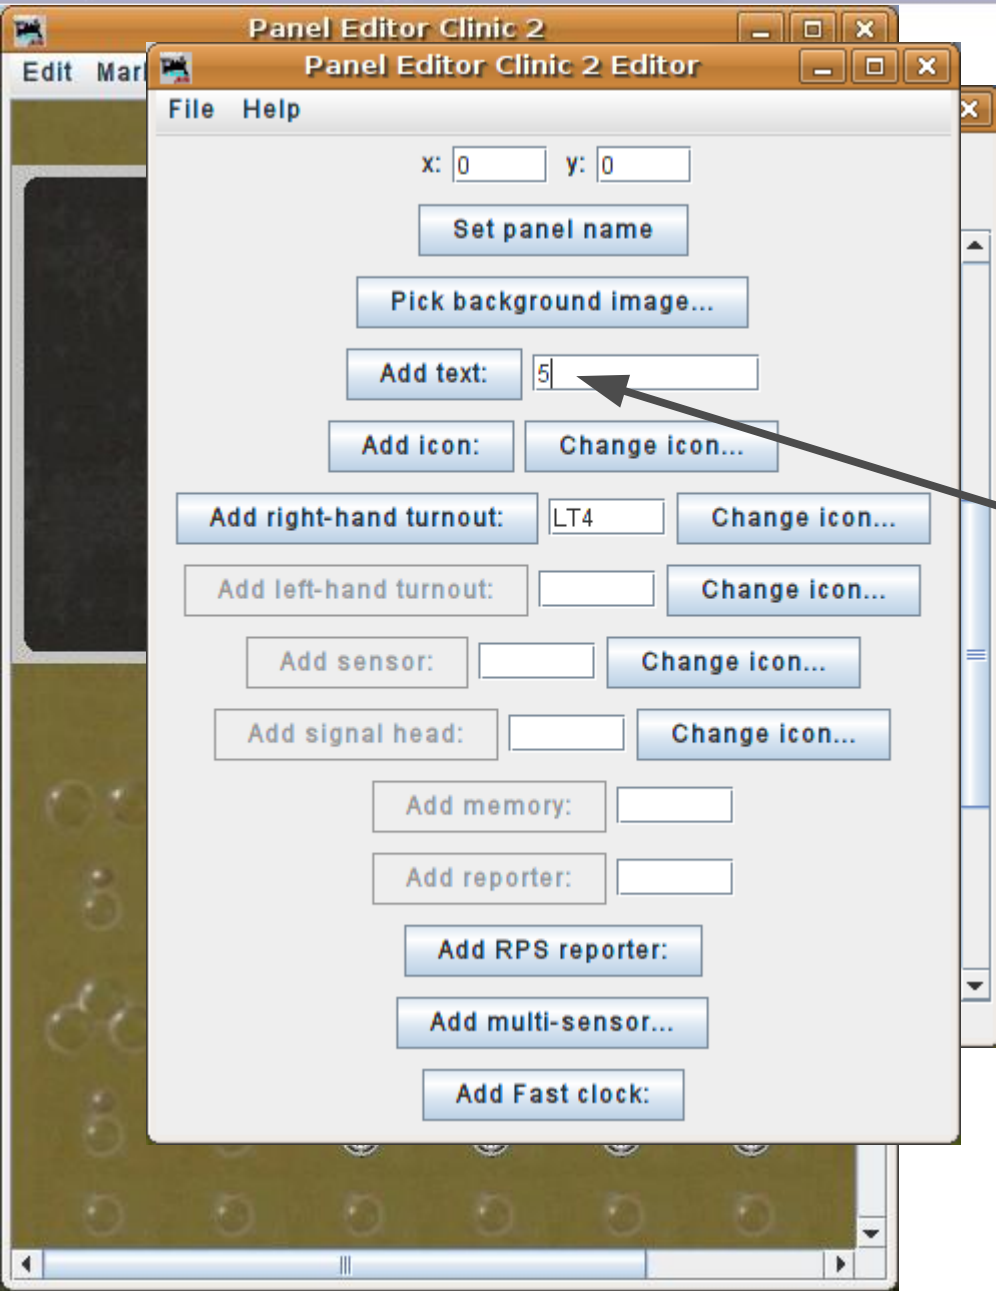 Panel Editor Clinic 2
Edit
Panel Editor Clinic 2 Editor
File Help
x: 0 y: 0
Set panel name
Pick background image...
Add text: 5
Add icon: Change icon...
Add right-hand turnout: LT4 Change icon...
Add left-hand turnout: Change icon...
Add sensor: Change icon...
Add signal head: Change icon...
Add memory:
Add reporter:
Add RPS reporter:
Add multi-sensor...
Add Fast clock: